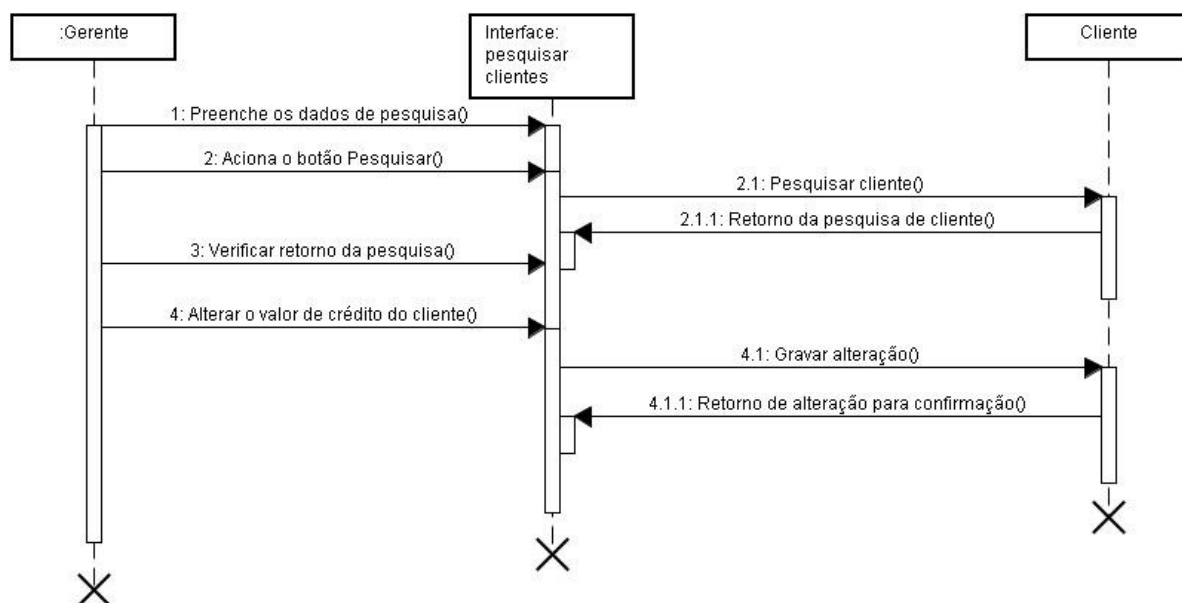 :Gerente
Interface:
pesquisar
clientes
Cliente
1: Preenche os dados de pesquisa()
2: Aciona o botão Pesquisar()
2.1: Pesquisar cliente()
2.1.1: Retorno da pesquisa de cliente()
3: Verificar retorno da pesquisa()
4: Alterar o valor de crédito do cliente()
4.1: Gravar alteração()
4.1.1: Retorno de alteração para confirmação()